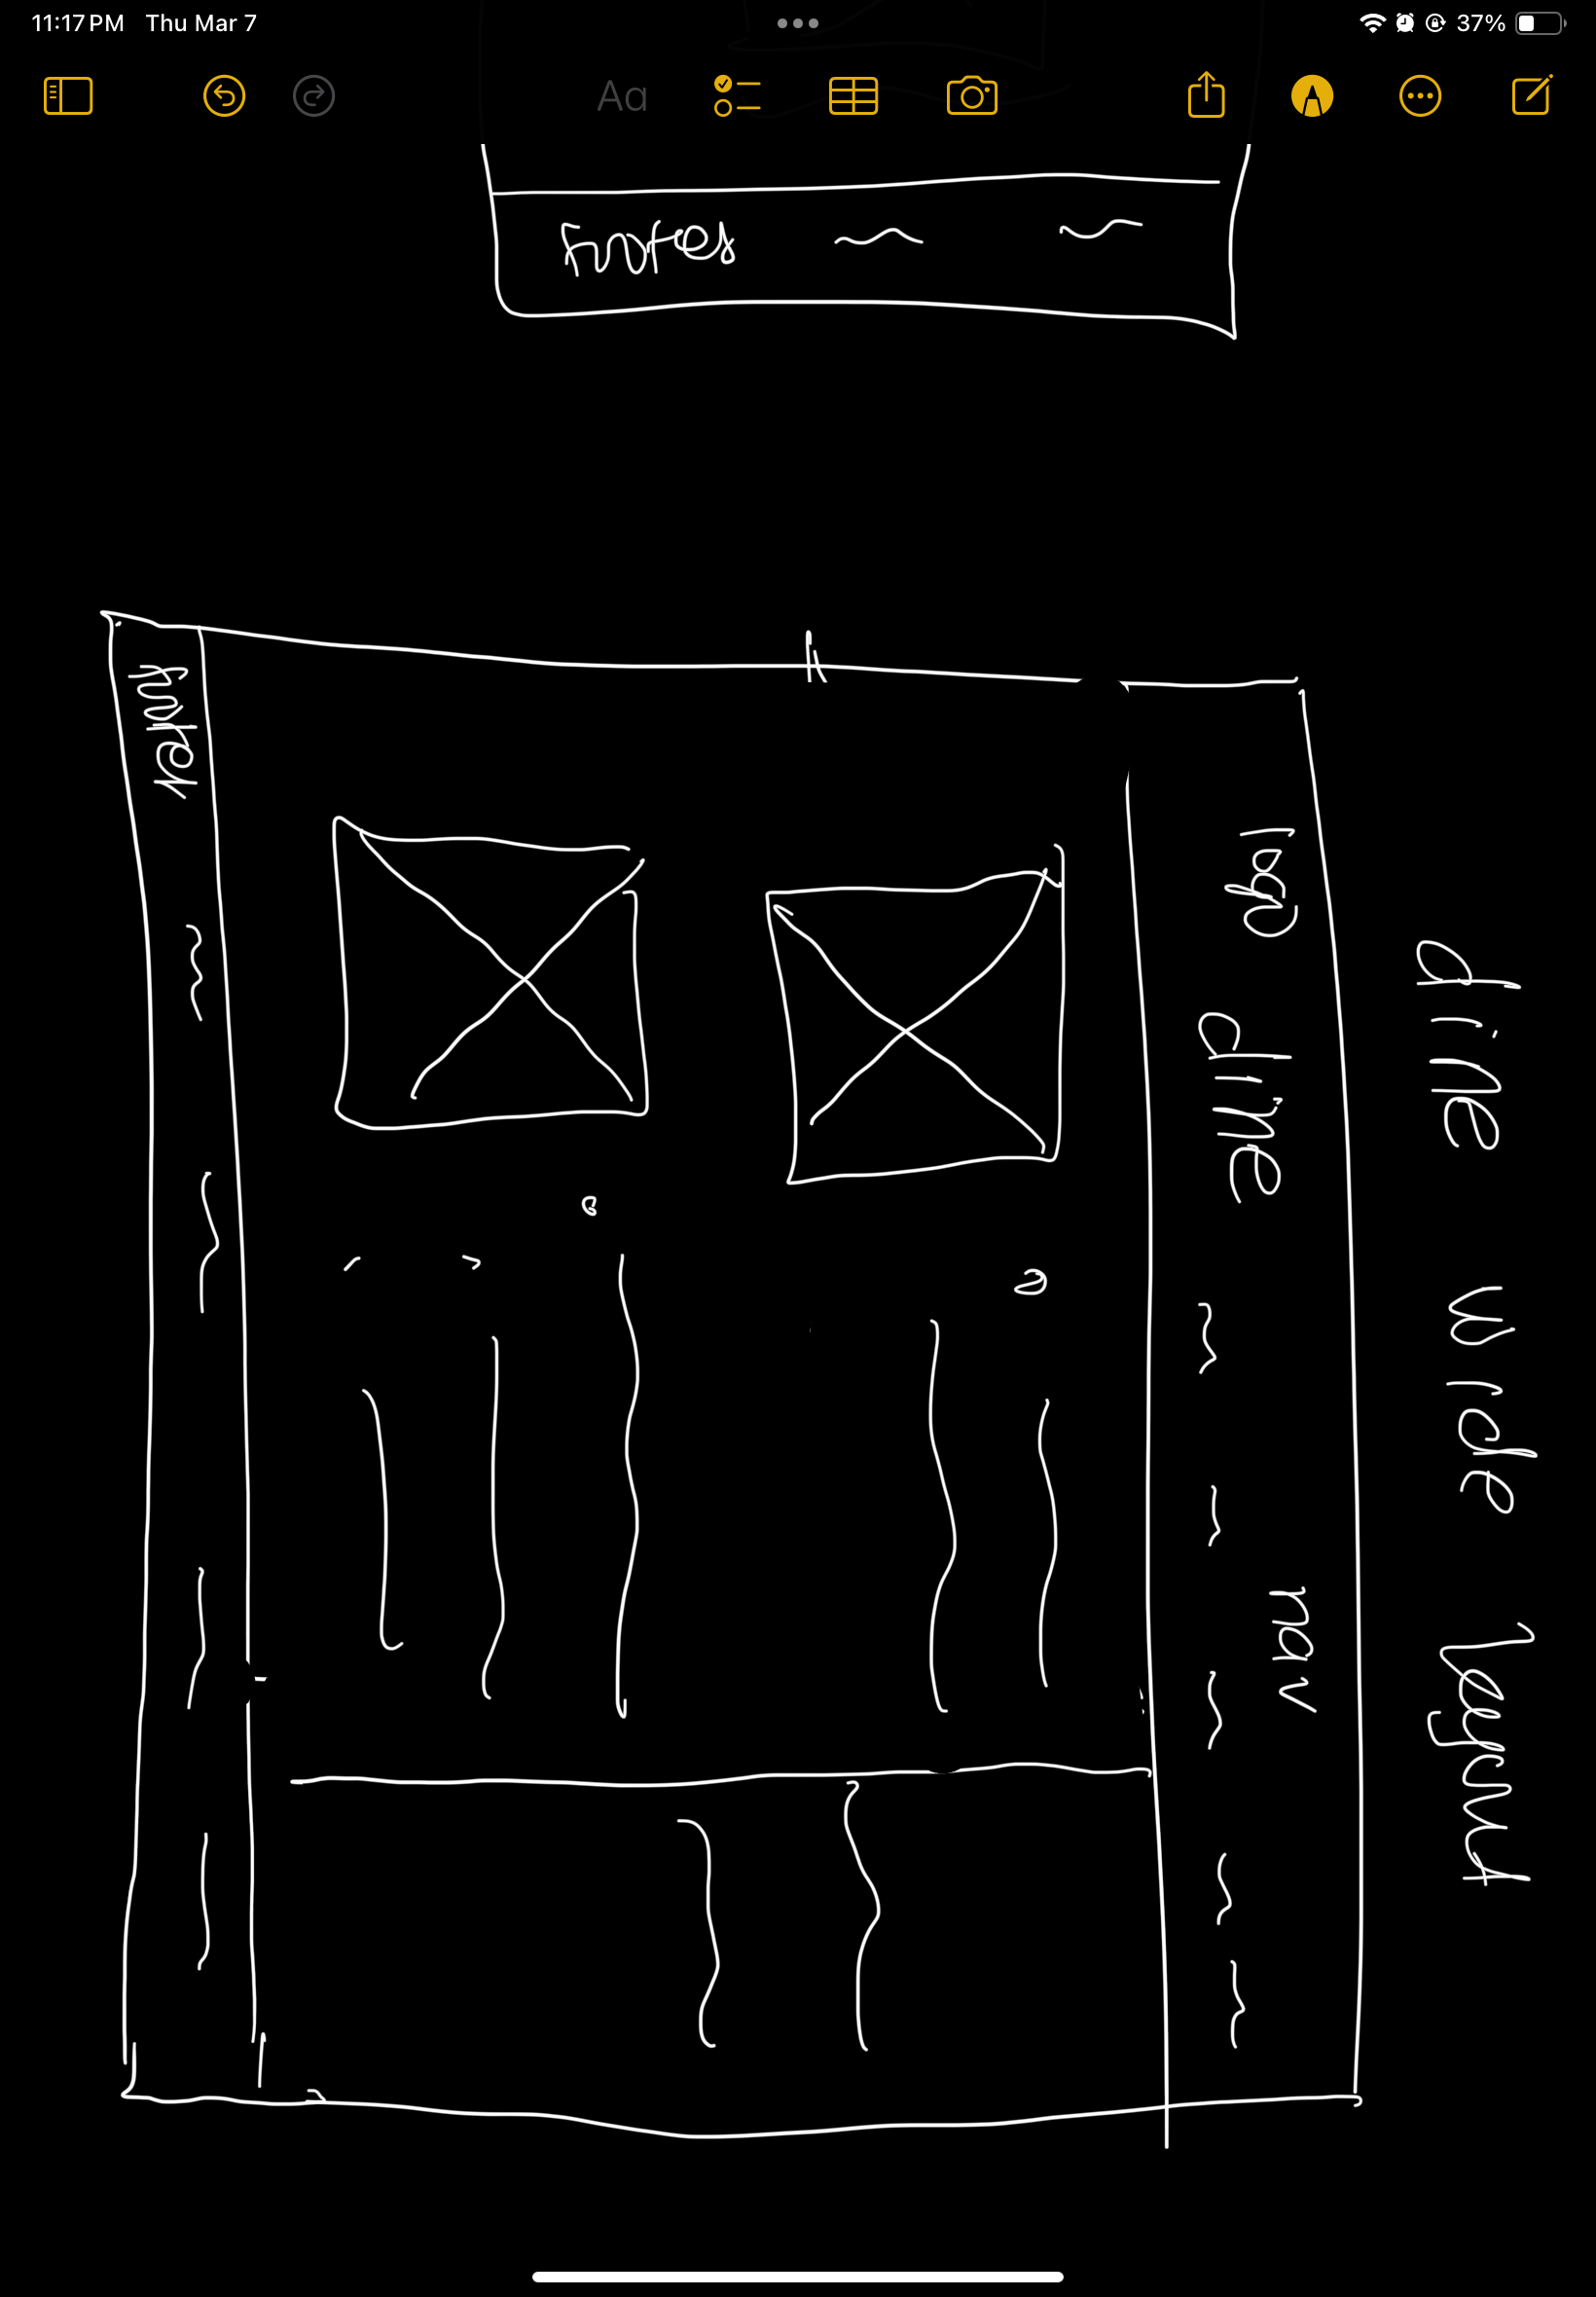 11:17 PM Thu Mar 7
37%
Aa
Footer
dine wide layout
logo dine nav
footer